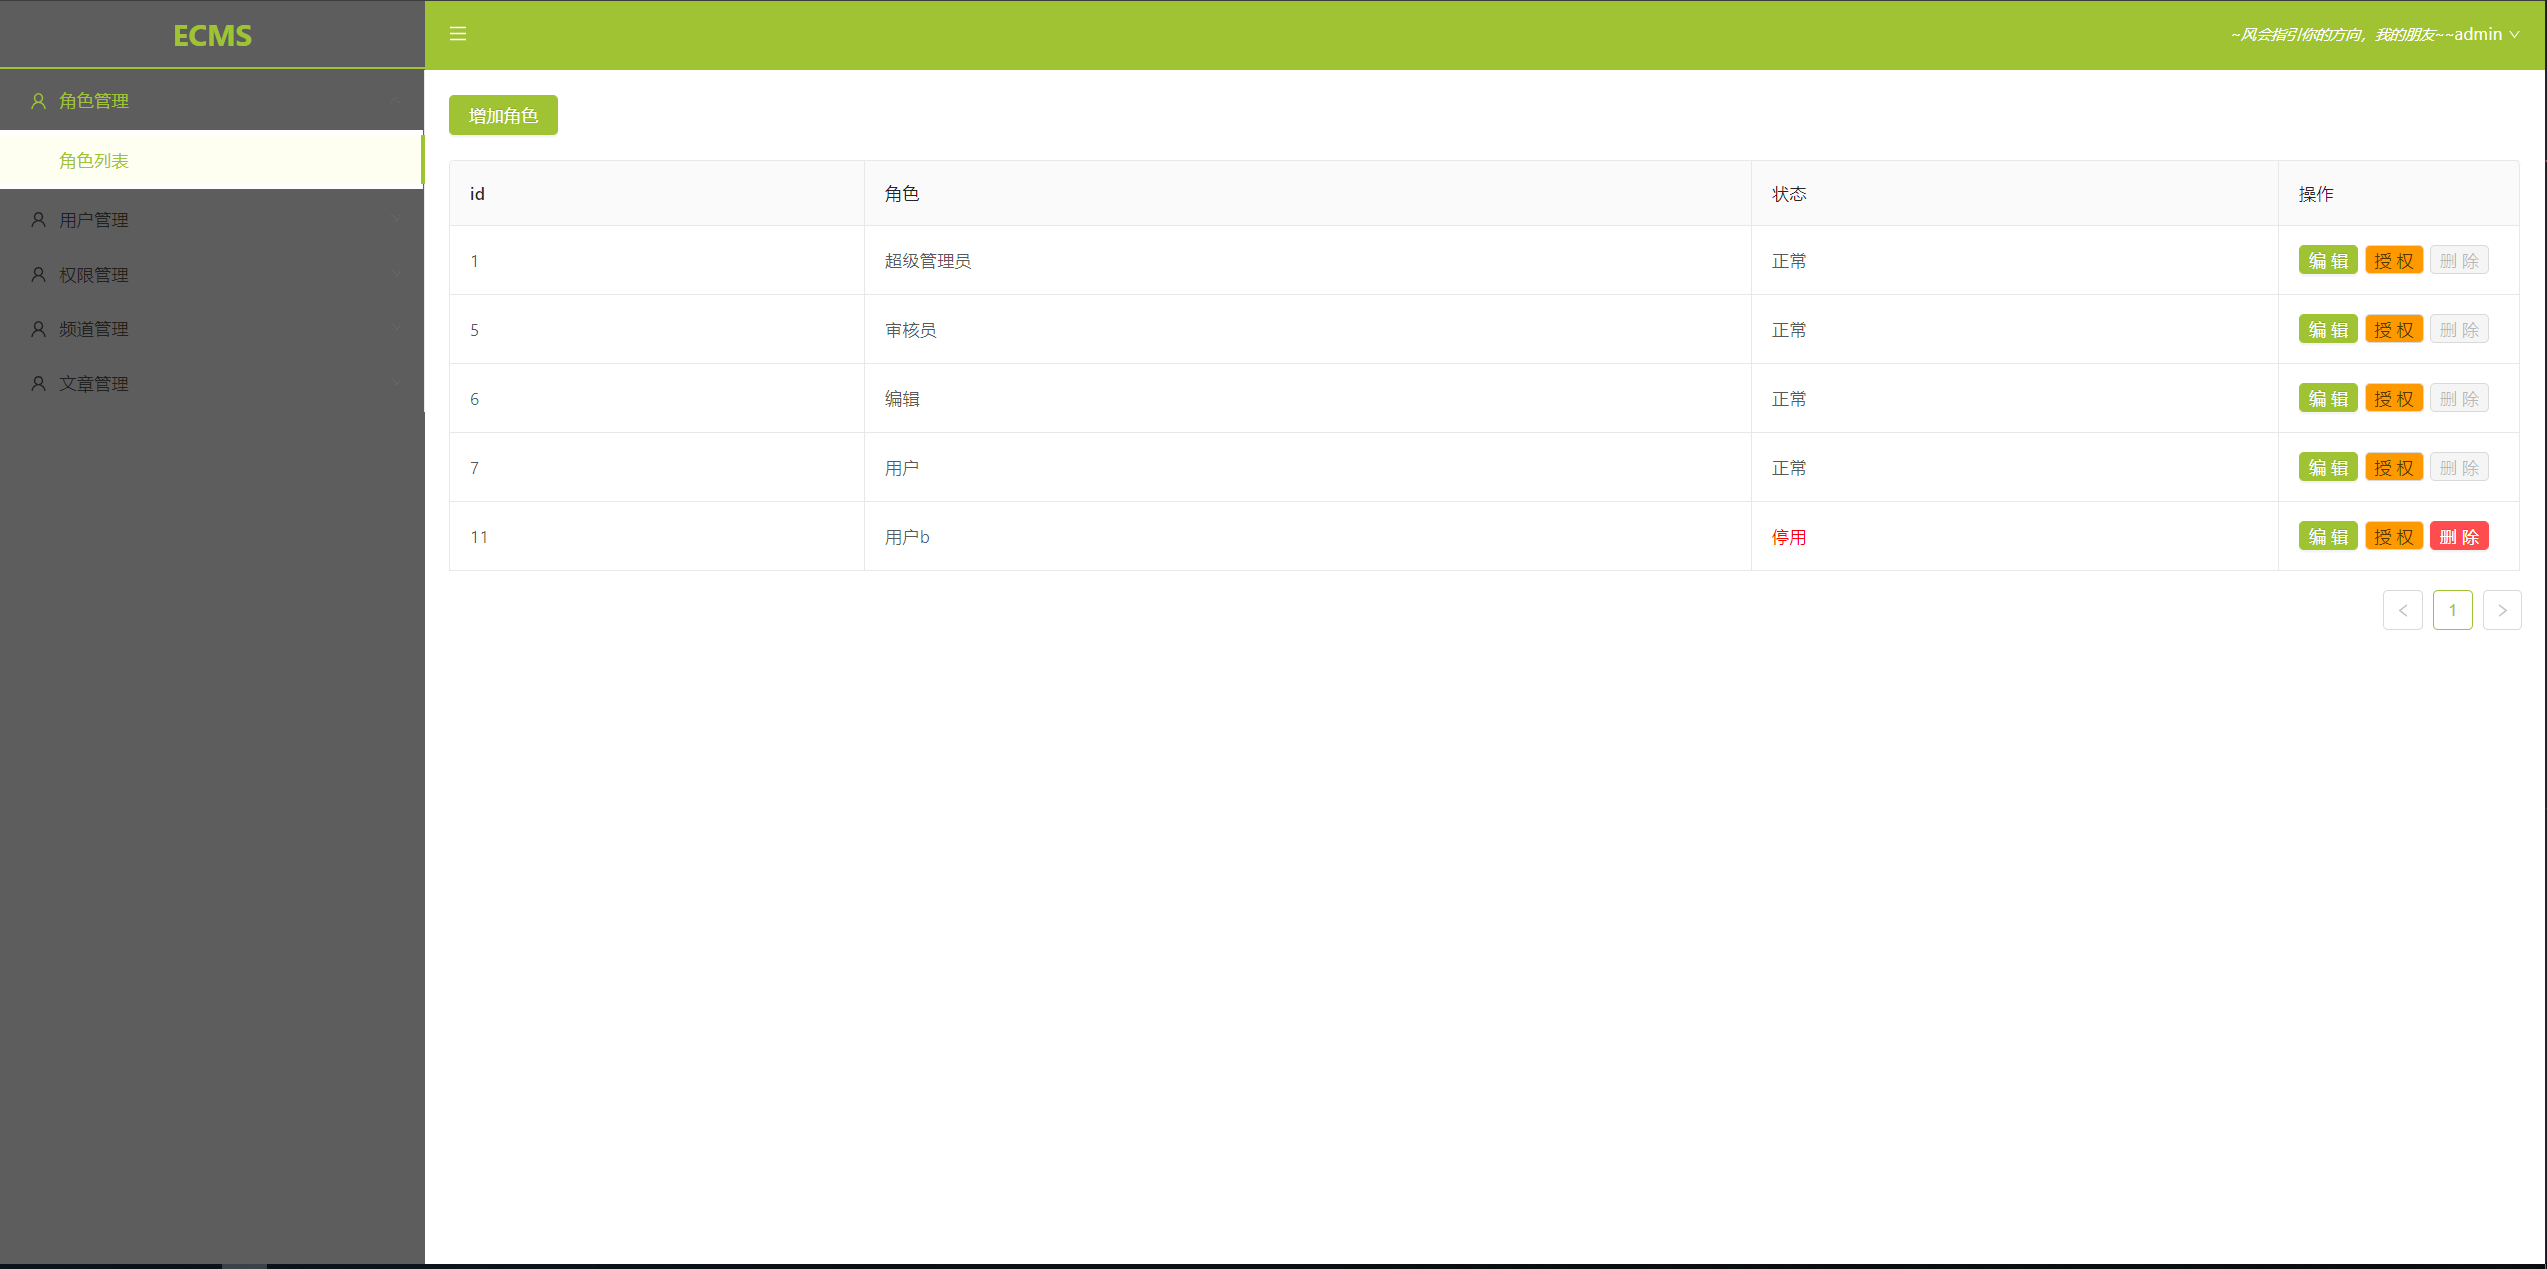 ECMS
~风会指引你的方向，我的朋友~~admin
角色管理
角色列表
用户管理
权限管理
频道管理
文章管理
增加角色
id 角色 状态 操作
1 超级管理员 正常 编 辑 授 权 删 除
5 审核员 正常 编 辑 授 权 删 除
6 编辑 正常 编 辑 授 权 删 除
7 用户 正常 编 辑 授 权 删 除
11 用户b 停用 编 辑 授 权 删 除
< 1 >